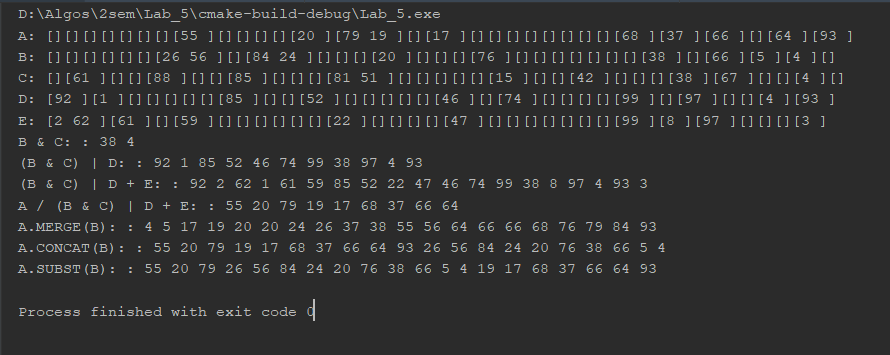 D:\Algos\2sem\Lab_5\cmake-build-debug\Lab_5.exe
A: [][][][][][][][55 ][][][][][20 ][79 19 ][][17 ][][][][][][][][][68 ][37 ][66 ][][64 ][93 ]
B: [][][][][][][26 56 ][][84 24 ][][][][20 ][][][][76 ][][][][][][][][38 ][][66 ][5 ][4 ][]
C: [][61 ][][][88 ][][][85 ][][][][81 51 ][][][][][][15 ][][][42 ][][][][38 ][67 ][][][4 ][]
D: [92 ][1 ][][][][][][85 ][][][52 ][][][][][][46 ][][74 ][][][][][99 ][][97 ][][][4 ][93 ]
E: [2 62 ][61 ][][59 ][][][][][][][22 ][][][][][47 ][][][][][][][][99 ][8 ][97 ][][][][3 ]
B & C: : 38 4
(B & C) | D: : 92 1 85 52 46 74 99 38 97 4 93
(B & C) | D + E: : 92 2 62 1 61 59 85 52 22 47 46 74 99 38 8 97 4 93 3
A / (B & C) | D + E: : 55 20 79 19 17 68 37 66 64
A.MERGE(B): : 4 5 17 19 20 20 24 26 37 38 55 56 64 66 66 68 76 79 84 93
A.CONCAT(B): : 55 20 79 19 17 68 37 66 64 93 26 56 84 24 20 76 38 66 5 4
A.SUBST(B): : 55 20 79 26 56 84 24 20 76 38 66 5 4 19 17 68 37 66 64 93
Process finished with exit code 0